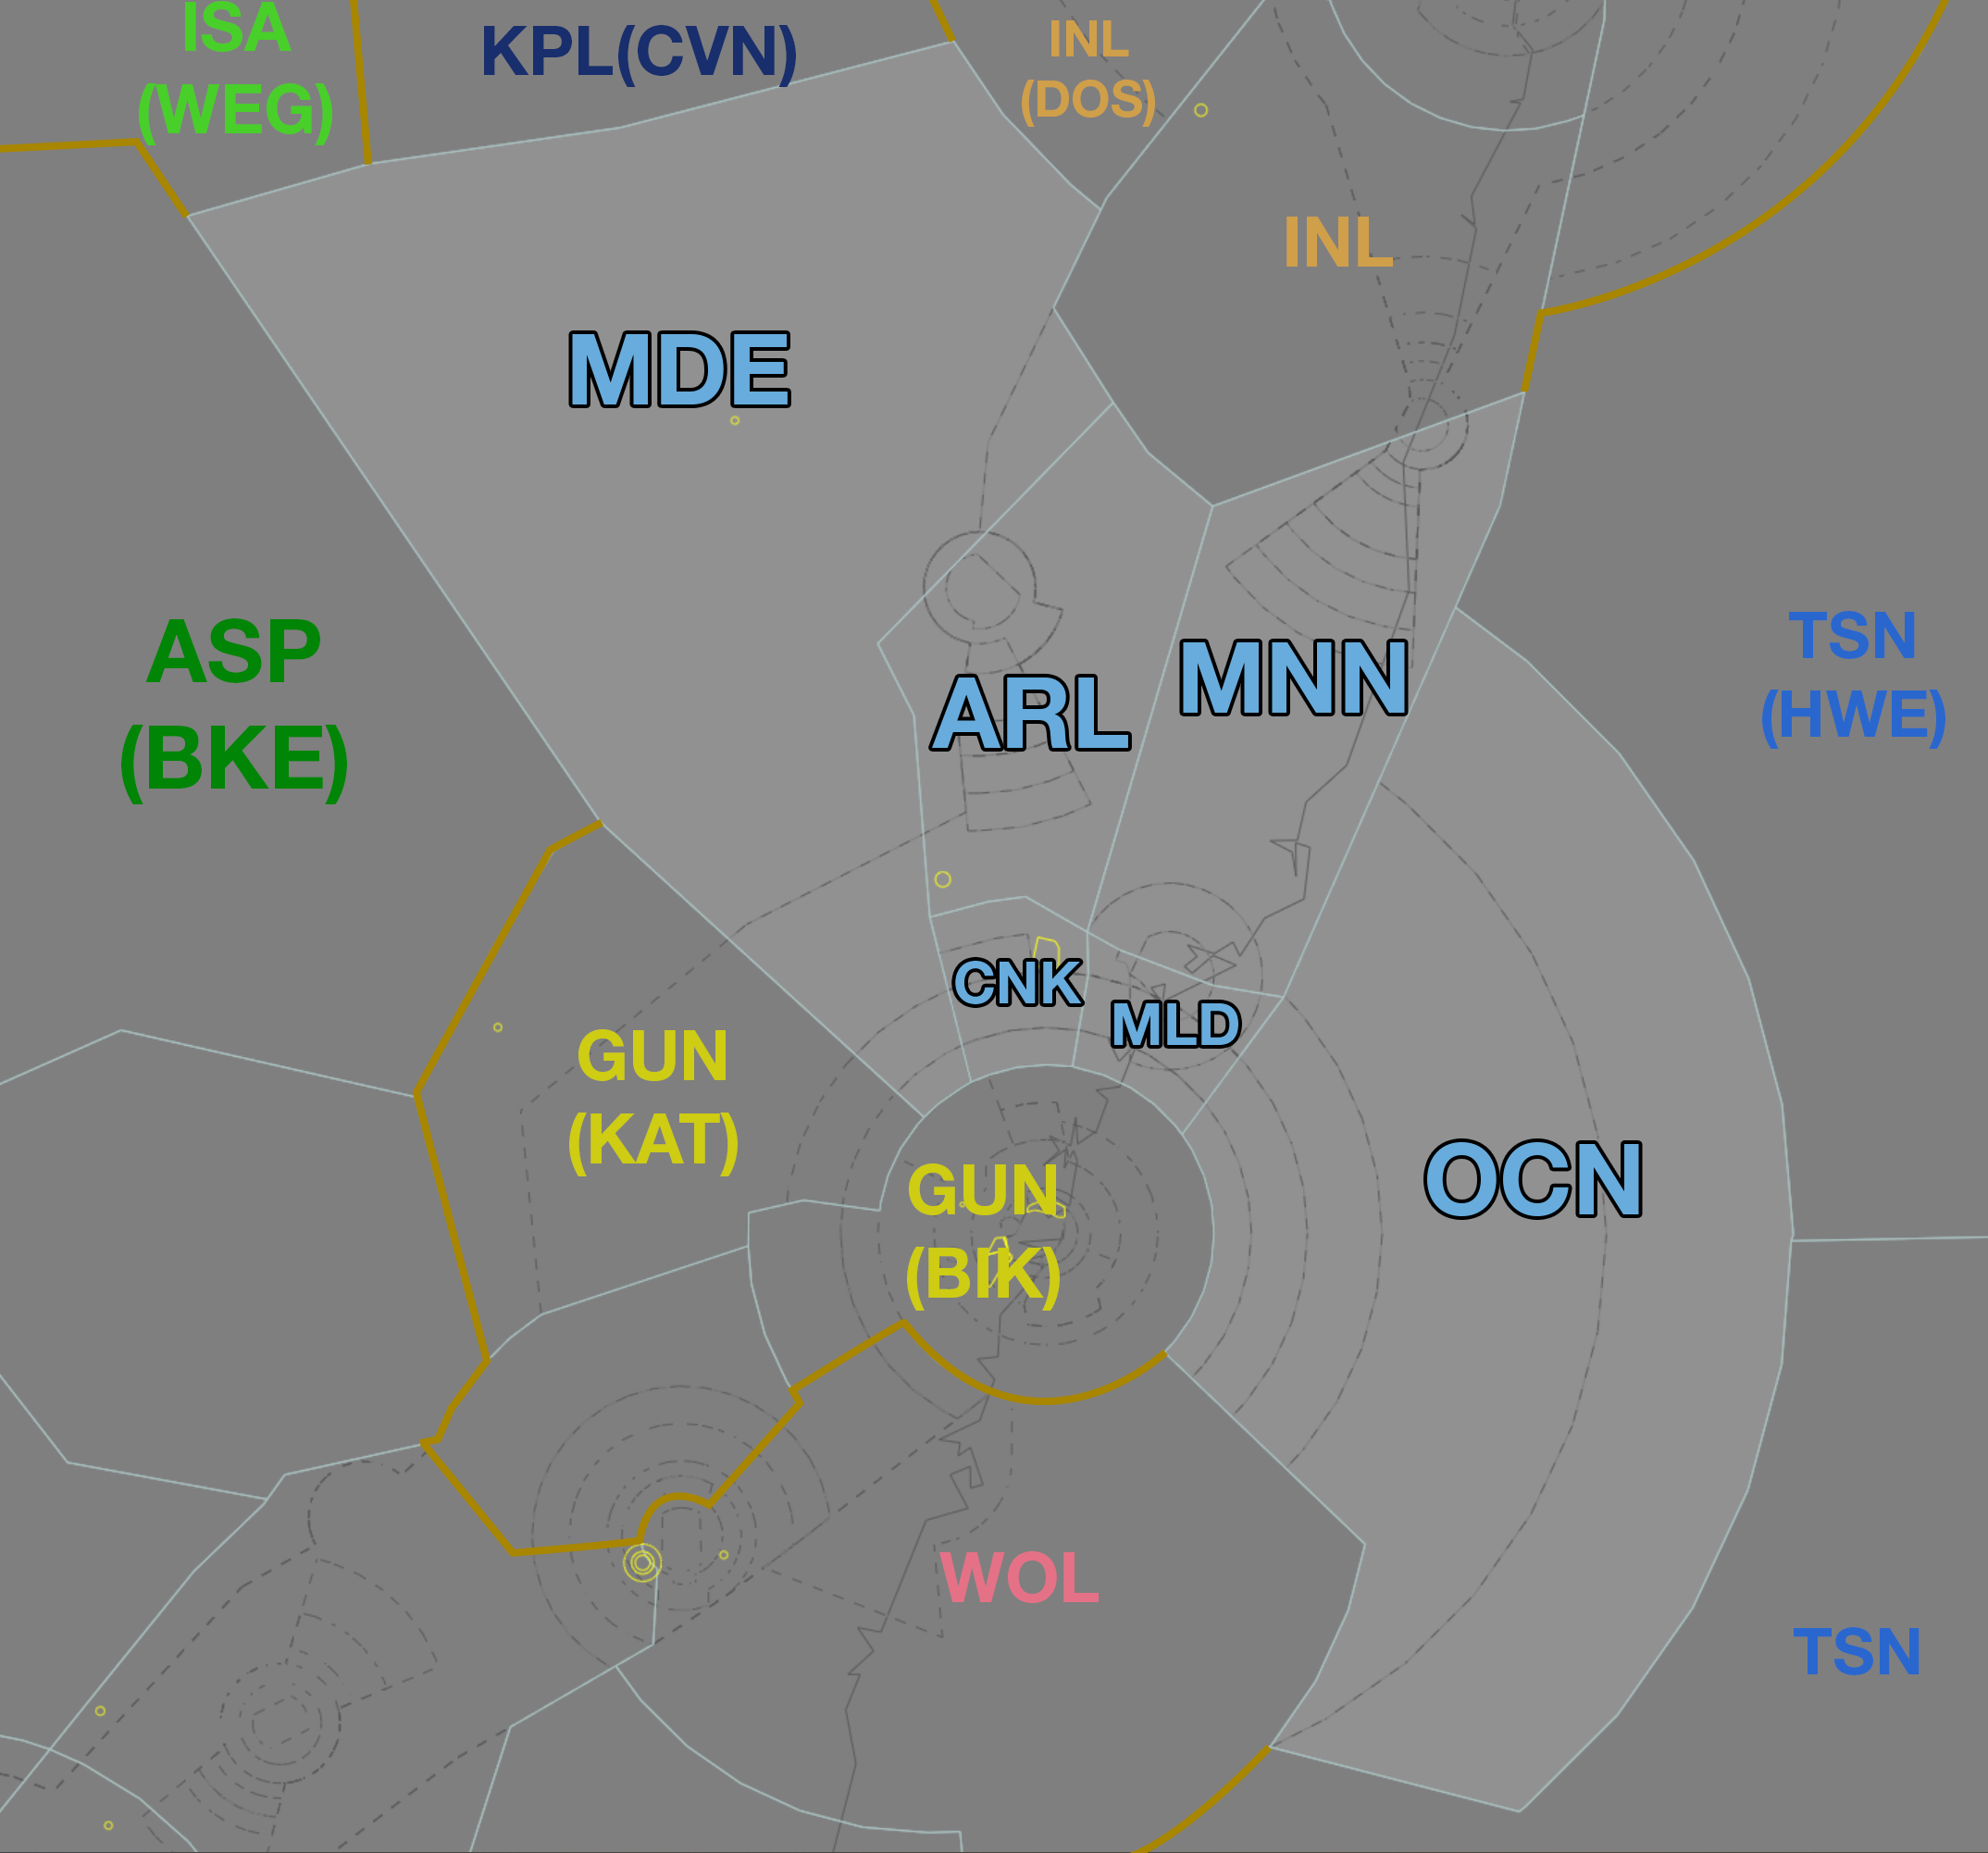 ISA
(WEG)
KPL(CVN)
INL
(DOS)
INL
MDE
ASP
(BKE)
ARL
MNN
TSN
(HWE)
CNK
MLD
GUN
(KAT)
GUN
(BIK)
OCN
WOL
TSN